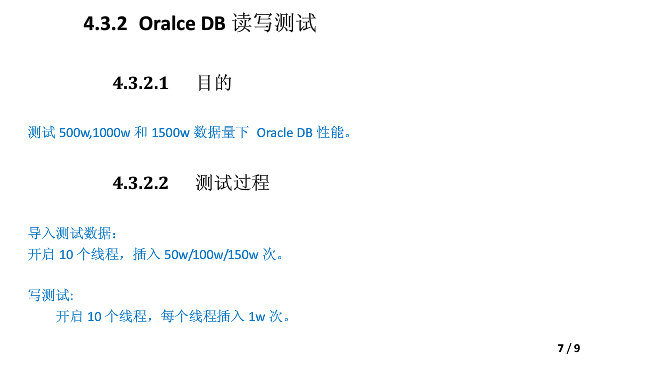 4.3.2 Oralce DB 读写测试
4.3.2.1 目的
测试 500w,1000w 和 1500w 数据量下 Oracle DB 性能。
4.3.2.2 测试过程
导入测试数据：
开启 10 个线程，插入 50w/100w/150w 次。
写测试:
开启 10 个线程，每个线程插入 1w 次。
7 / 9